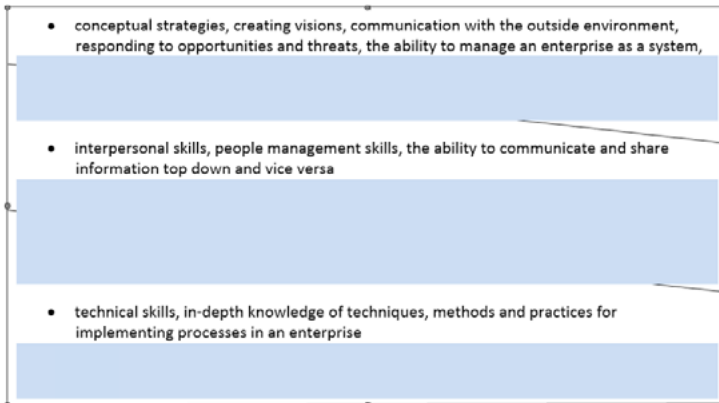 • conceptual strategies, creating visions, communication with the outside environment,
responding to opportunities and threats, the ability to manage an enterprise as a system,
• interpersonal skills, people management skills, the ability to communicate and share
information top down and vice versa
• technical skills, in-depth knowledge of techniques, methods and practices for
implementing processes in an enterprise